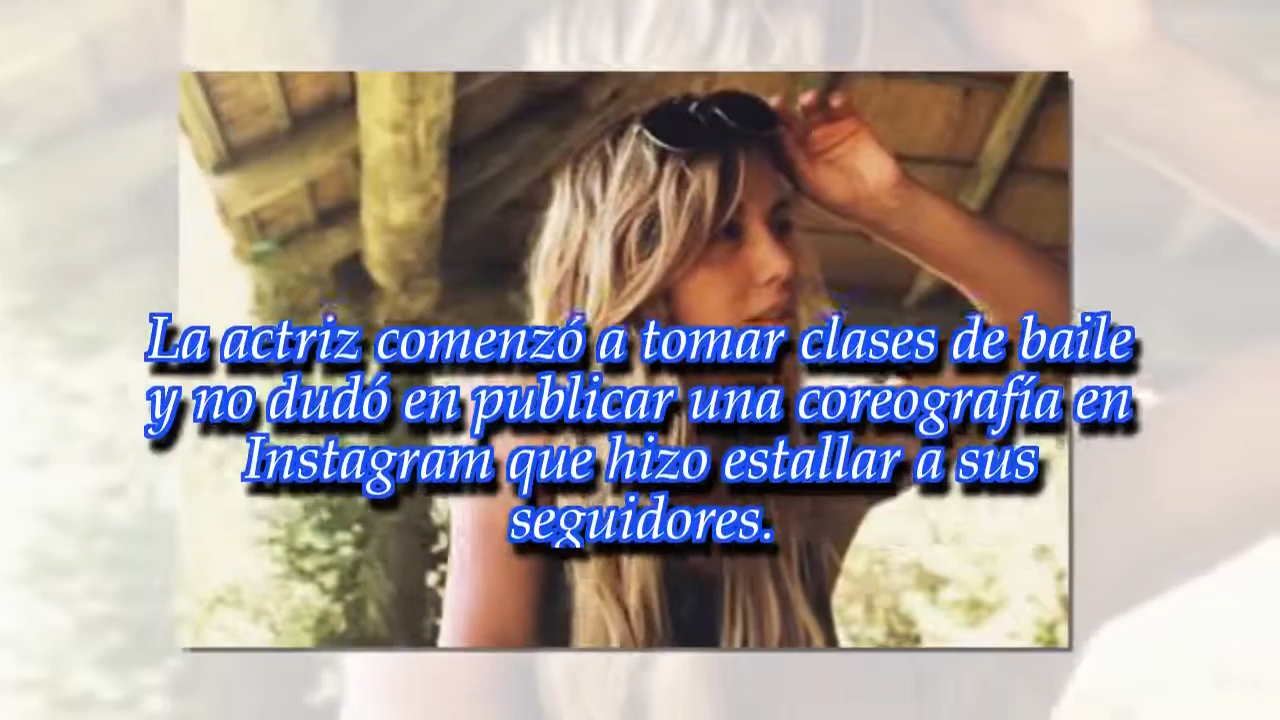 La actriz comenzó a tomar clases de baile
y no dudó en publicar una coreografía en
Instagram que hizo estallar a sus
seguidores.